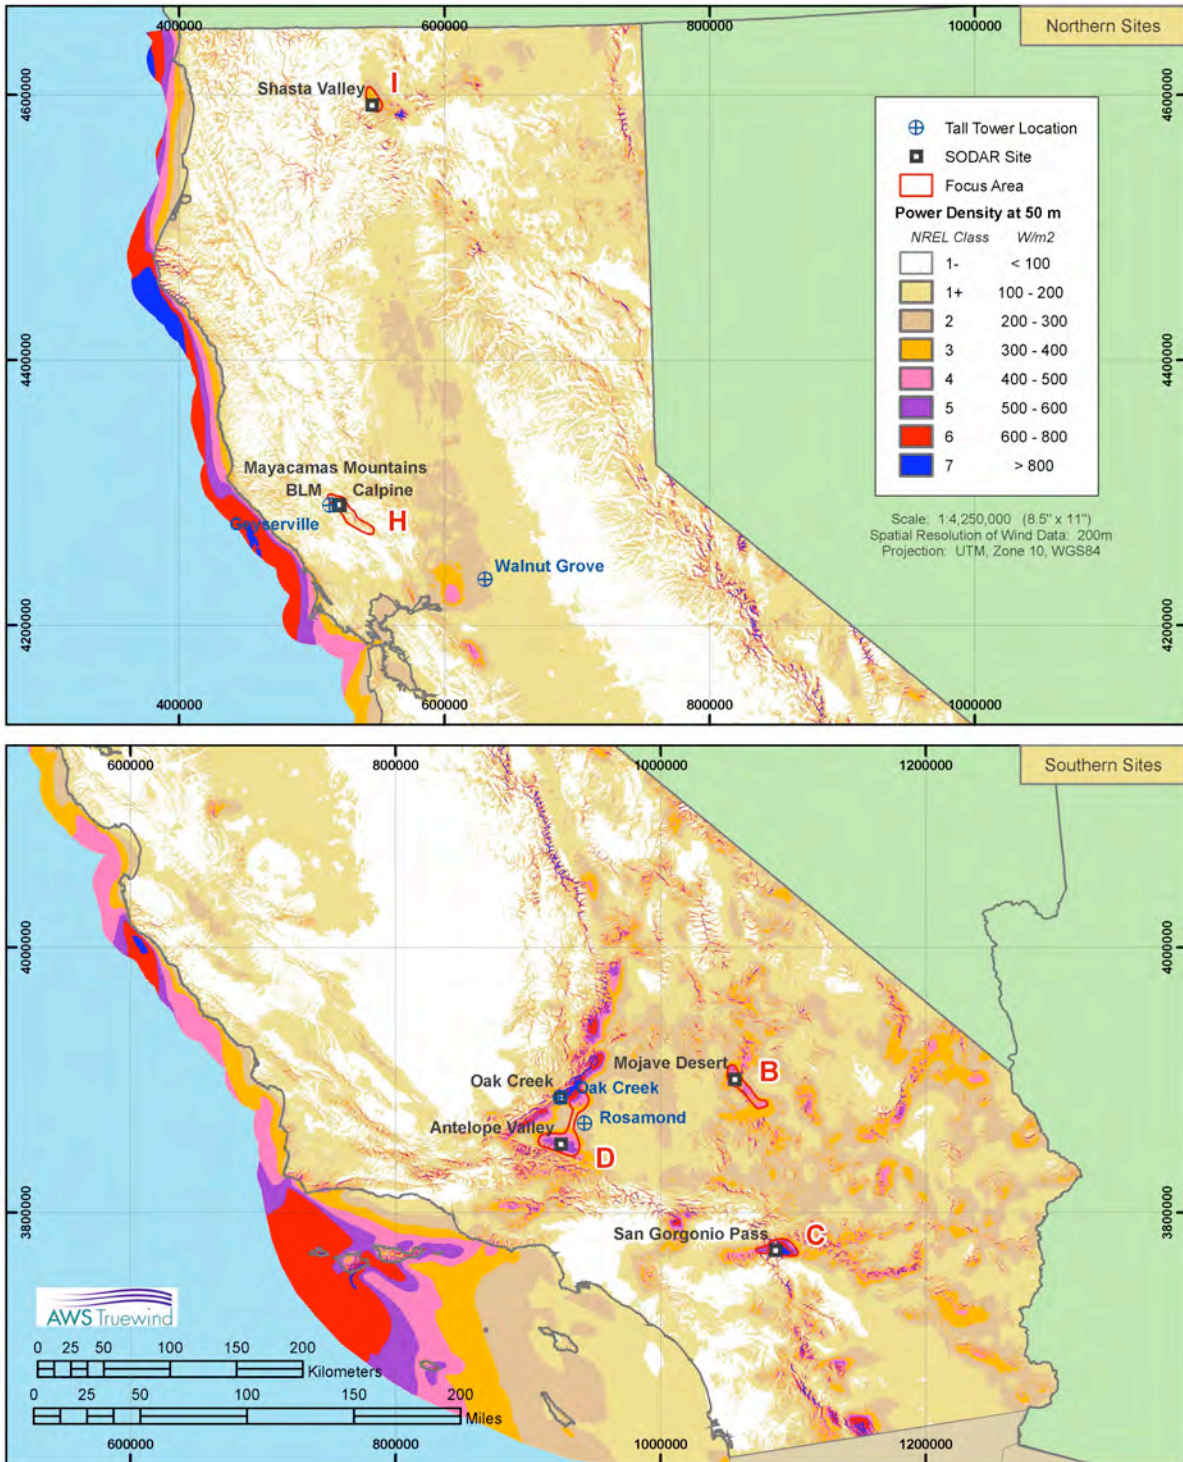 400000
600000
800000
1000000
Northern Sites
4600000
4600000
Shasta Valley
I
Tall Tower Location
SODAR Site
Focus Area
Power Density at 50 m
NREL Class W/m2
1- < 100
1+ 100 - 200
2 200 - 300
3 300 - 400
4 400 - 500
5 500 - 600
6 600 - 800
7 > 800
4400000
4400000
Mayacamas Mountains
BLM
Calpine
Geyserville
H
Scale: 1:4,250,000 (8.5" x 11")
Spatial Resolution of Wind Data: 200m
Projection: UTM, Zone 10, WGS84
Walnut Grove
4200000
4200000
400000
600000
800000
1000000
600000
800000
1000000
1200000
Southern Sites
4000000
4000000
Mojave Desert
B
Oak Creek
Oak Creek
Rosamond
Antelope Valley
D
3800000
3800000
San Gorgonio Pass
C
AWS Truewind
0 25 50 100 150 200
Kilometers
0 25 50 100 150 200
Miles
600000
800000
1000000
1200000